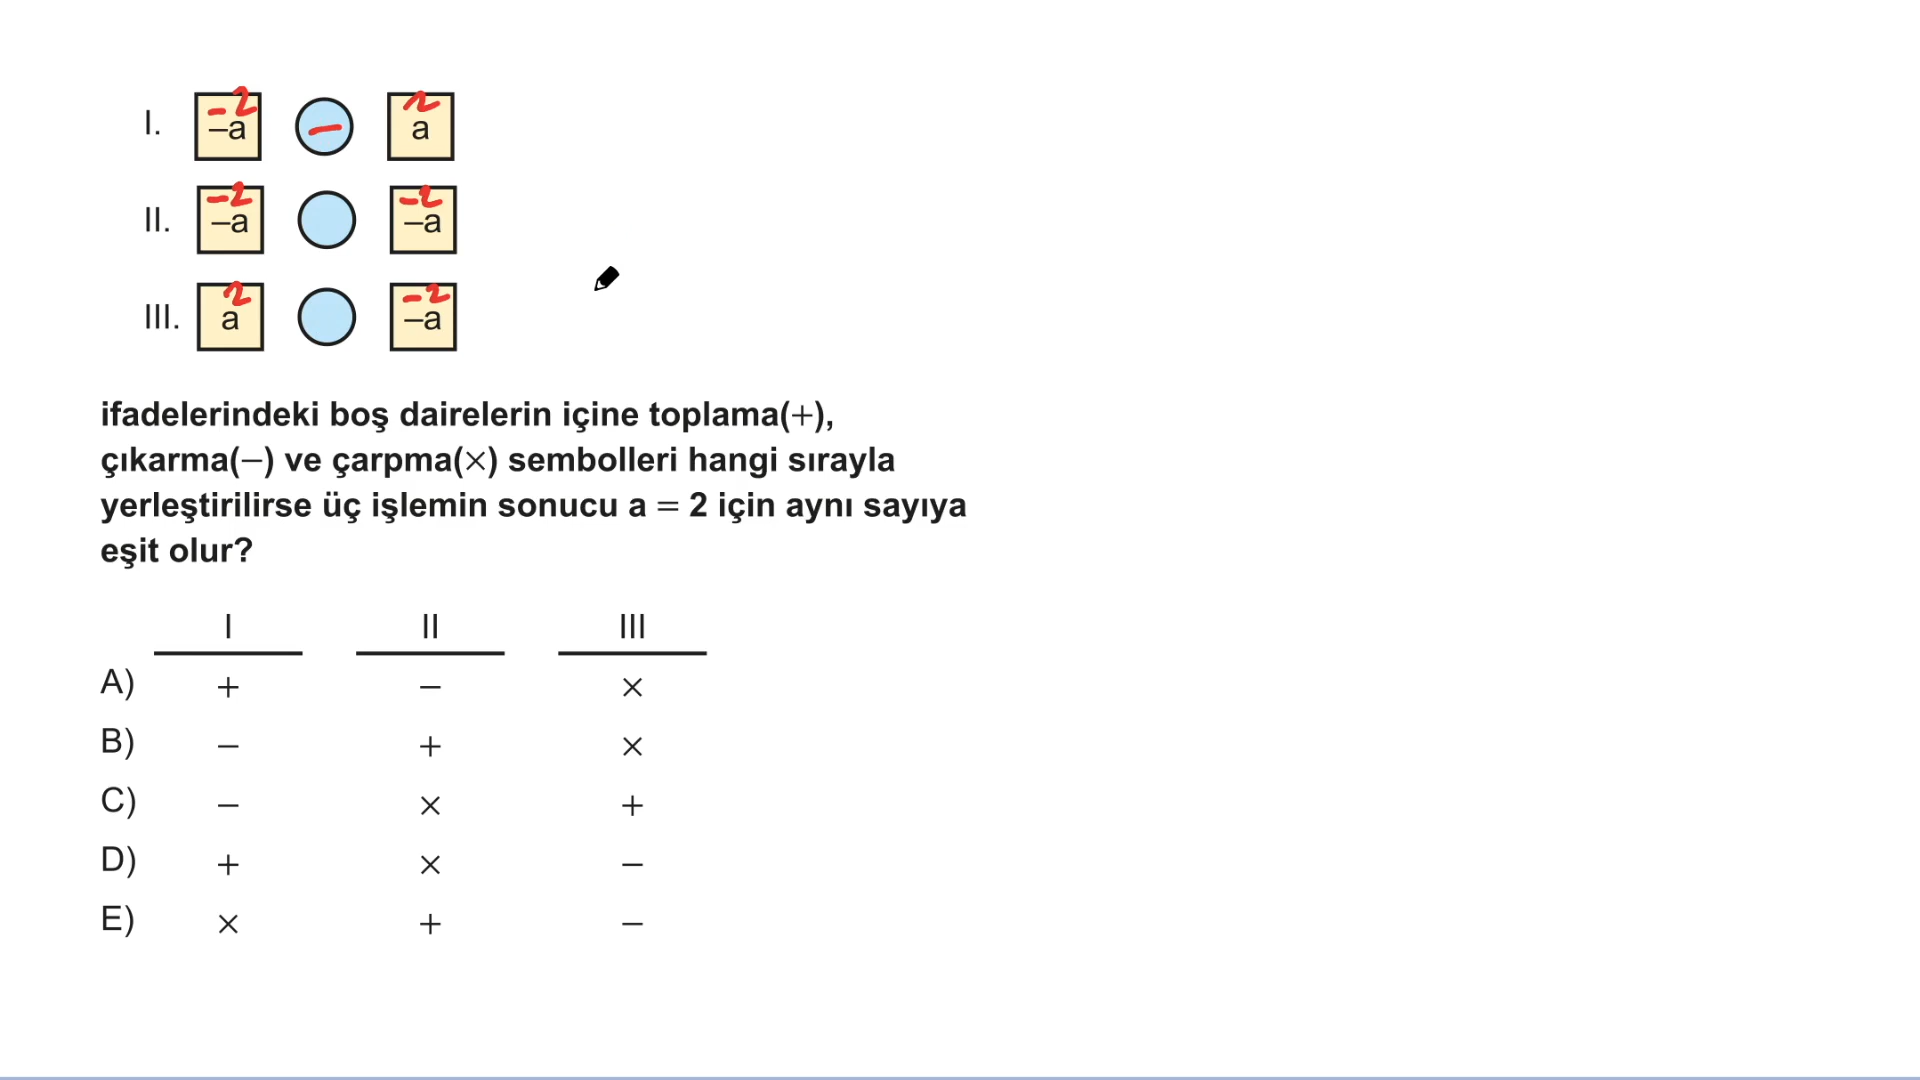 -2 - 2
I. –a a
-2 -2
II. –a –a
2 -2
III. a –a
ifadelerindeki boş dairelerin içine toplama(+),
çıkarma(−) ve çarpma(×) sembolleri hangi sırayla
yerleştirilirse üç işlemin sonucu a = 2 için aynı sayıya
eşit olur?
I II III
A) + − ×
B) − + ×
C) − × +
D) + × −
E) × + −